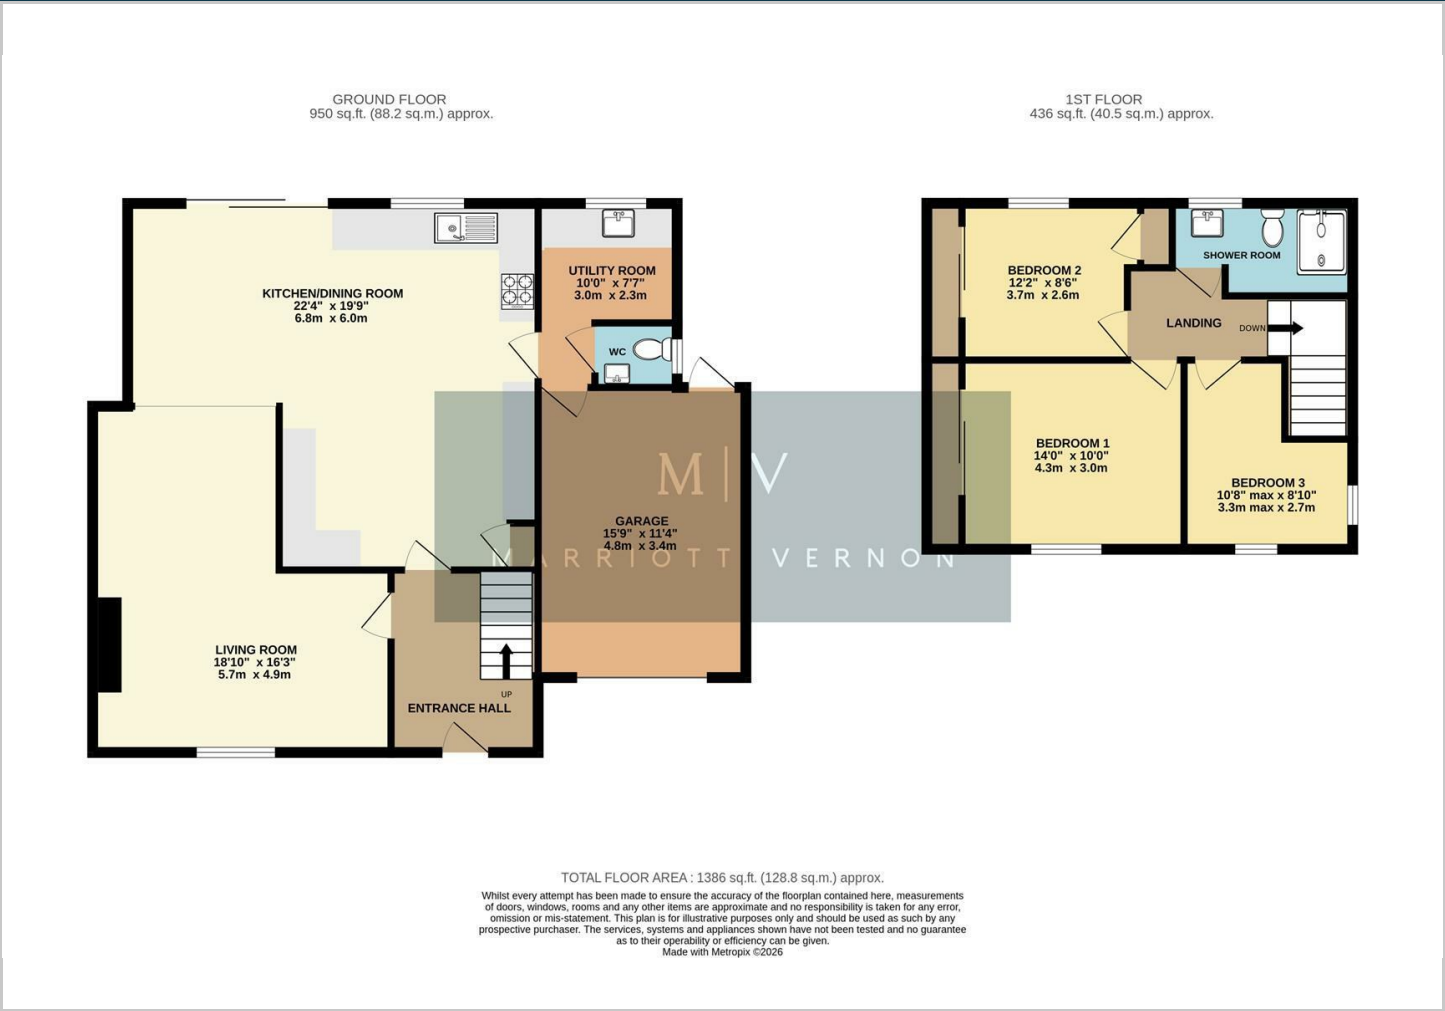 GROUND FLOOR
950 sq.ft. (88.2 sq.m.) approx.
1ST FLOOR
436 sq.ft. (40.5 sq.m.) approx.
KITCHEN/DINING ROOM
22'4" x 19'9"
6.8m x 6.0m
UTILITY ROOM
10'0" x 7'7"
3.0m x 2.3m
WC
GARAGE
15'9" x 11'4"
4.8m x 3.4m
LIVING ROOM
18'10" x 16'3"
5.7m x 4.9m
UP
ENTRANCE HALL
BEDROOM 2
12'2" x 8'6"
3.7m x 2.6m
SHOWER ROOM
LANDING
DOWN
BEDROOM 1
14'0" x 10'0"
4.3m x 3.0m
BEDROOM 3
10'8" max x 8'10"
3.3m max x 2.7m
M|V
MARRIOTT VERNON
TOTAL FLOOR AREA : 1386 sq.ft. (128.8 sq.m.) approx.
Whilst every attempt has been made to ensure the accuracy of the floorplan contained here, measurements
of doors, windows, rooms and any other items are approximate and no responsibility is taken for any error,
omission or mis-statement. This plan is for illustrative purposes only and should be used as such by any
prospective purchaser. The services, systems and appliances shown have not been tested and no guarantee
as to their operability or efficiency can be given.
Made with Metropix ©2026